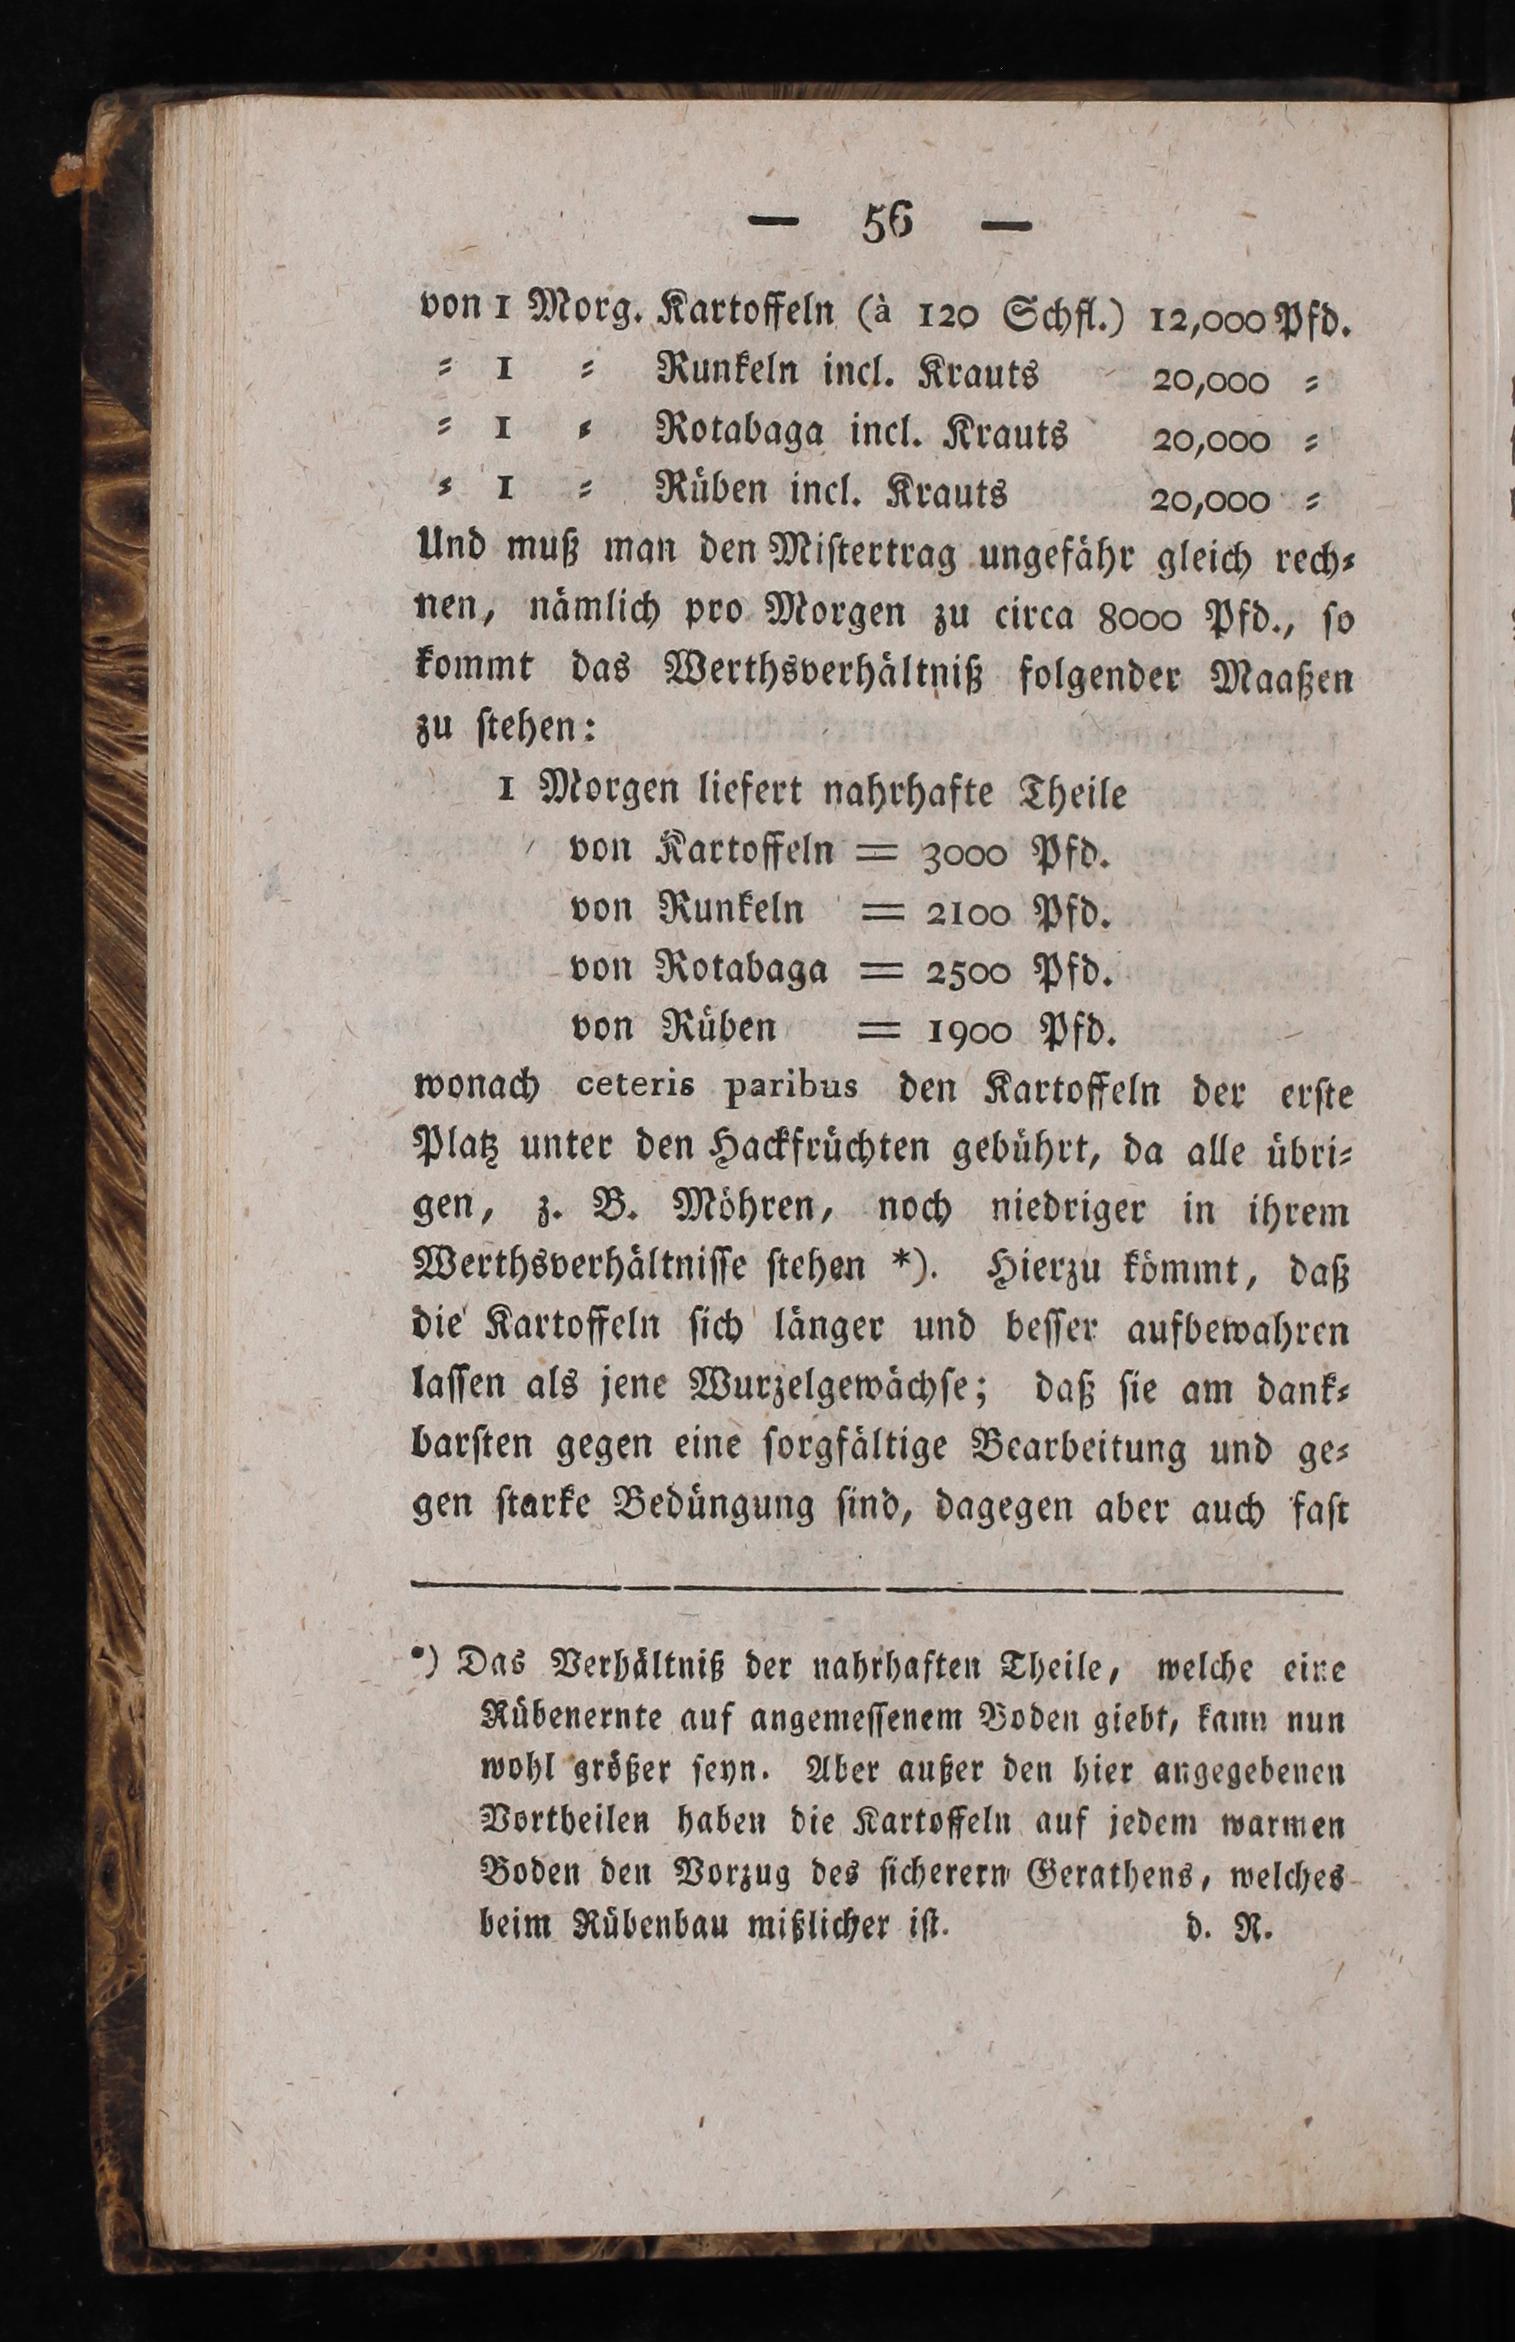 — 56 —
von 1 Morg. Kartoffeln (à 120 Schfl.) 12,000 Pfd.
⸗ 1 ⸗ Runkeln incl. Krauts 20,000 ⸗
⸗ 1 ⸗ Rotabaga incl. Krauts 20,000 ⸗
⸗ 1 ⸗ Rüben incl. Krauts 20,000 ⸗
Und muß man den Miſtertrag ungefähr gleich rech⸗
nen, nämlich pro Morgen zu circa 8000 Pfd., ſo
kommt das Werthsverhältniß folgender Maaßen
zu ſtehen:
1 Morgen liefert nahrhafte Theile
von Kartoffeln = 3000 Pfd.
von Runkeln = 2100 Pfd.
von Rotabaga = 2500 Pfd.
von Rüben = 1900 Pfd.
wonach ceteris paribus den Kartoffeln der erſte
Platz unter den Hackfrüchten gebührt, da alle übri⸗
gen, z. B. Möhren, noch niedriger in ihrem
Werthsverhältniſſe ſtehen *). Hierzu kömmt, daß
die Kartoffeln ſich länger und beſſer aufbewahren
laſſen als jene Wurzelgewächſe; daß ſie am dank⸗
barſten gegen eine ſorgfältige Bearbeitung und ge⸗
gen ſtarke Bedüngung ſind, dagegen aber auch faſt
*) Das Verhältniß der nahrhaften Theile, welche eine
Rübenernte auf angemeſſenem Boden giebt, kann nun
wohl größer ſeyn. Aber außer den hier angegebenen
Vortheilen haben die Kartoffeln auf jedem warmen
Boden den Vorzug des ſicherern Gerathens, welches
beim Rübenbau mißlicher iſt. d. R.